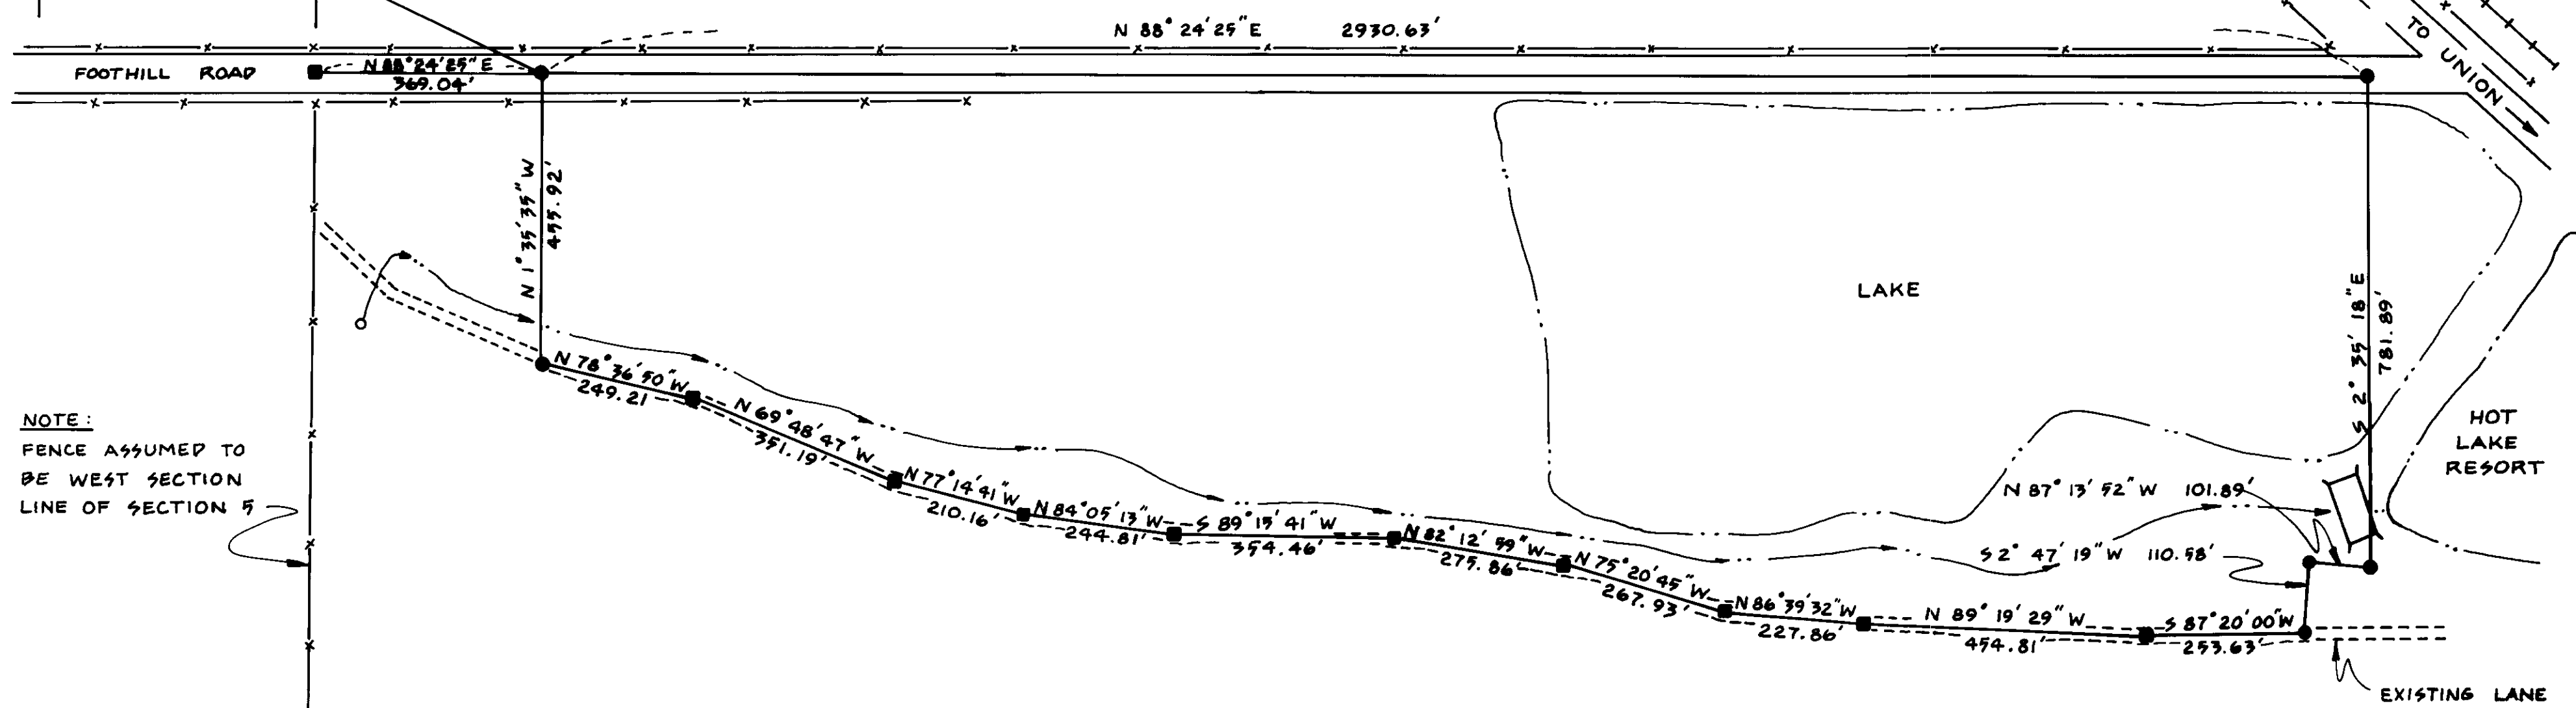 N 88° 24' 25" E 2930.63'
TO UNION
FOOTHILL ROAD
N 88° 24' 25" E
369.04'
N 1° 35' 35" W
455.92'
LAKE
S 2° 35' 18" E
781.89'
N 78° 36' 50" W
249.21
N 69° 48' 47" W
351.19'
N 77° 14' 41" W
210.16'
N 84° 05' 13" W
244.81'
S 89° 15' 41" W
354.46'
N 82° 12' 59" W
275.86'
N 75° 20' 45" W
267.93'
N 86° 39' 32" W
227.86'
N 89° 19' 29" W
454.81'
S 87° 20' 00" W
253.63'
N 87° 13' 52" W 101.89'
S 2° 47' 19" W 110.58'
HOT
LAKE
RESORT
NOTE:
FENCE ASSUMED TO
BE WEST SECTION
LINE OF SECTION 5
EXISTING LANE